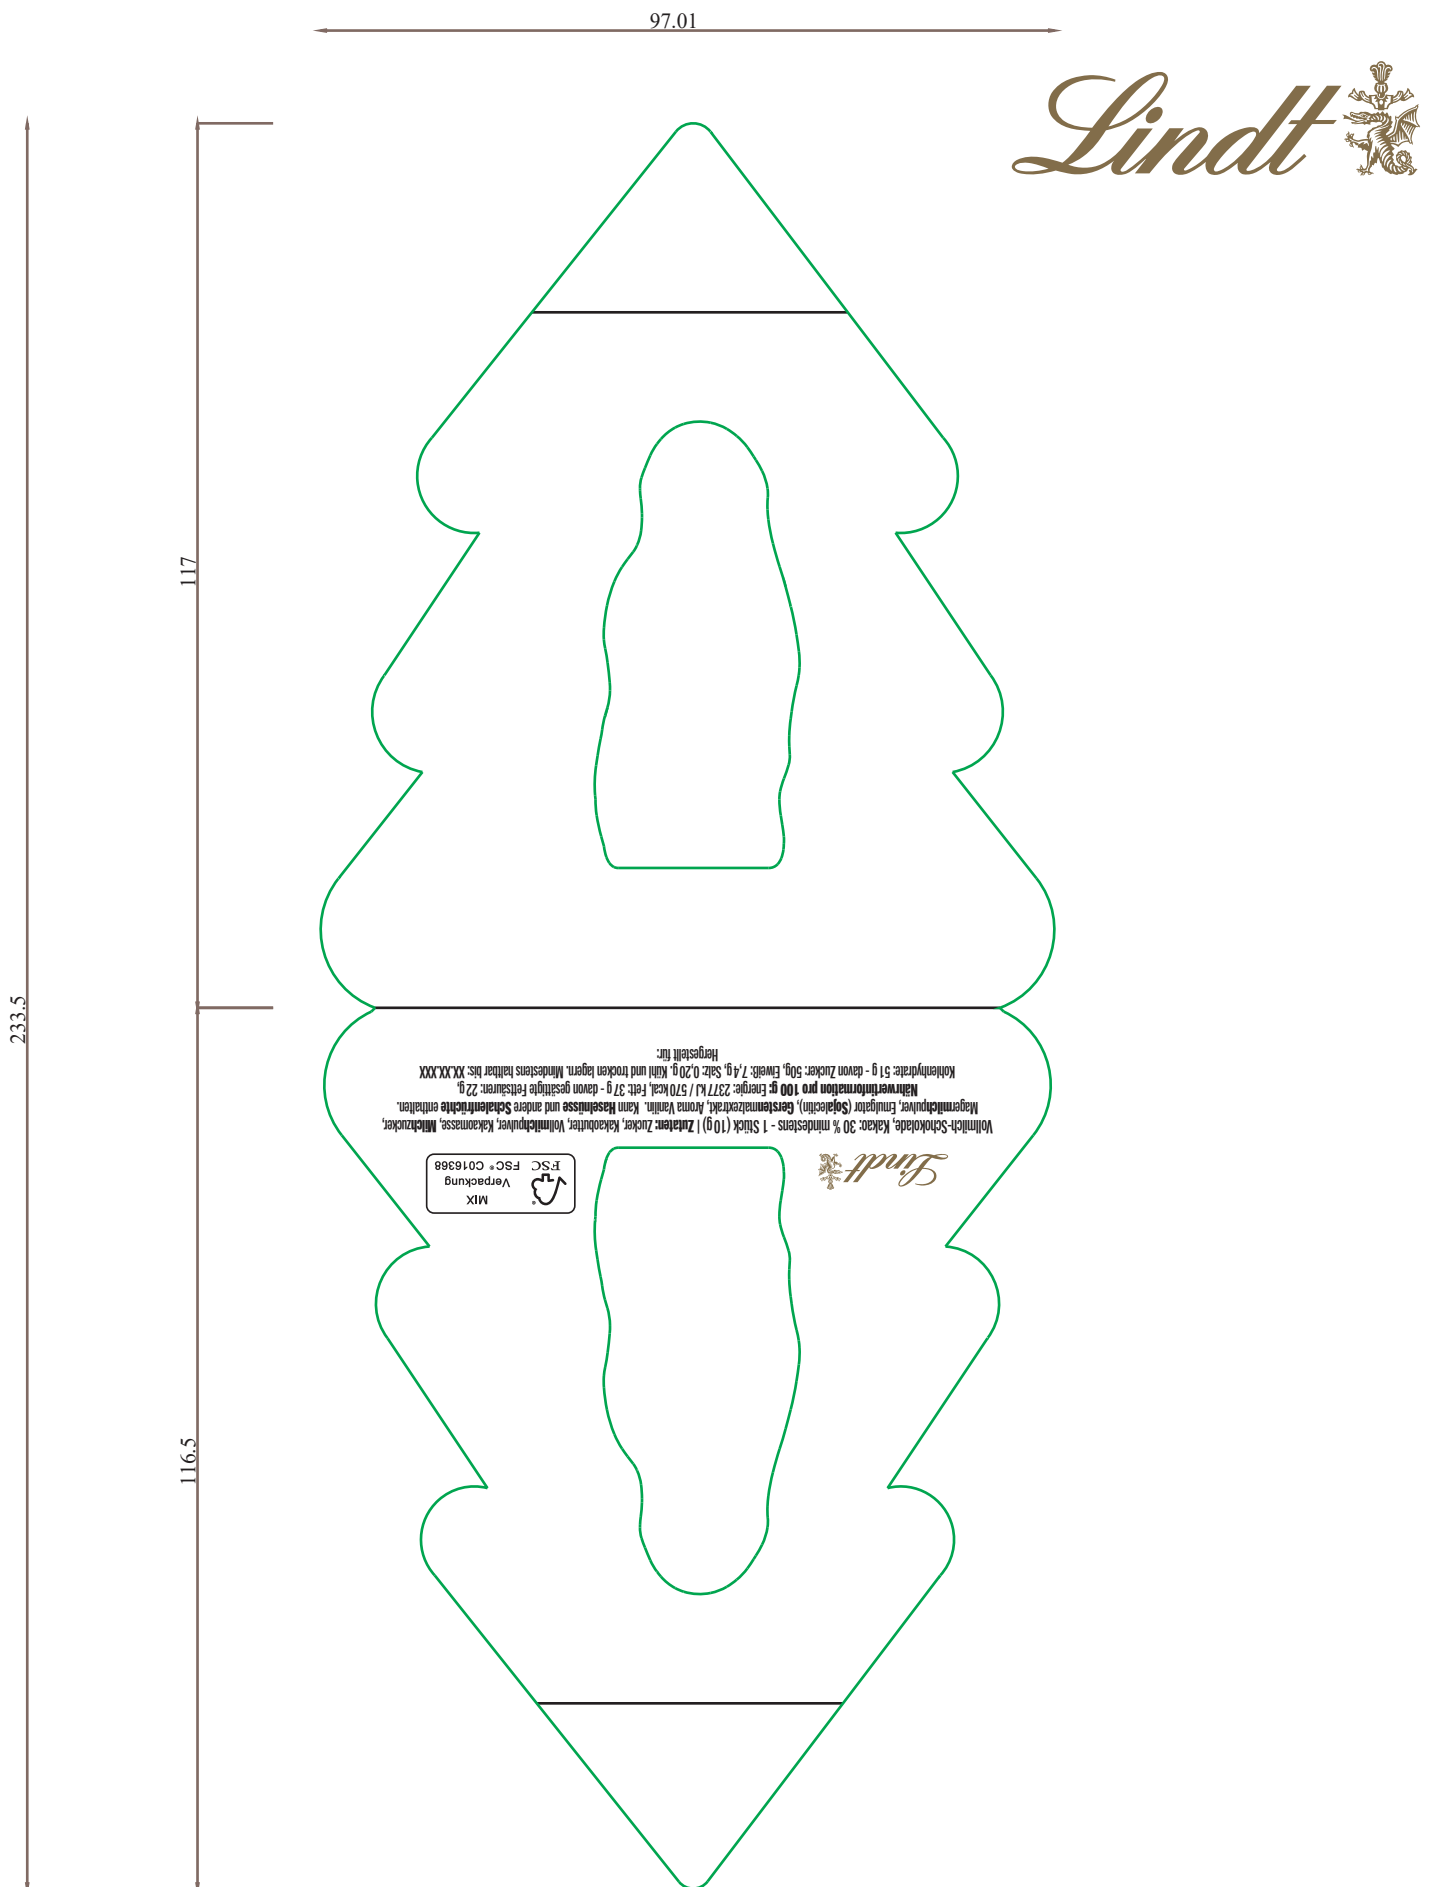 97.01
Lindt
117
233.5
116.5
Vollmilch-Schokolade, Kakao: 30 % mindestens - 1 Stück (10 g) | Zutaten: Zucker, Kakaobutter, Vollmilchpulver, Kakaomasse, Milchzucker,
Magermilchpulver, Emulgator (Sojalecitin), Gerstenmalzextrakt, Aroma Vanilin. Kann Haselnüsse und andere Schalenfrüchte enthalten.
Nährwertinformation pro 100 g: Energie: 2377 kJ / 570 kcal, Fett: 37 g - davon gesättigte Fettsäuren: 22 g,
Kohlenhydrate: 51 g - davon Zucker: 50g, Eiweiß: 7,4 g, Salz: 0,20 g. Kühl und trocken lagern. Mindestens haltbar bis: XX.XX.XXX
Hergestellt für:
Lindt
MIX
Verpackung
FSC FSC® C016368